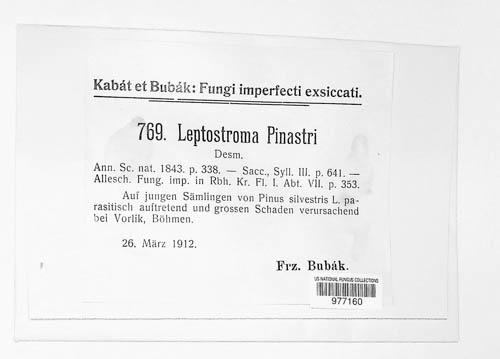 Kabát et Bubák: Fungi imperfecti exsiccati.
769. Leptostroma Pinastri
Desm.
Ann. Sc. nat. 1843. p. 338. — Sacc., Syll. III. p. 641. —
Allesch. Fung. imp. in Rbh. Kr. Fl. I. Abt. VII. p. 353.
Auf jungen Sämlingen von Pinus silvestris L. pa-
rasitisch auftretend und grossen Schaden verursachend
bei Vorlík, Böhmen.
26. März 1912.
Frz. Bubák.
US NATIONAL FUNGUS COLLECTIONS
977160